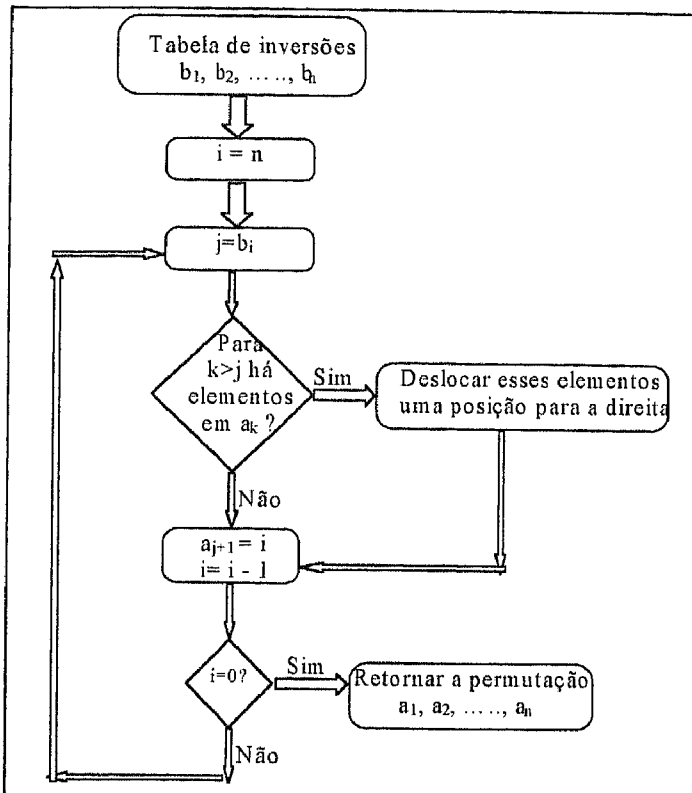 Tabela de inversões
b₁, b₂, ....., bₙ
i = n
j=bᵢ
Para
k>j há
elementos
em aₖ ?
Sim
Deslocar esses elementos
uma posição para a direita
Não
aⱼ₊₁ = i
i= i - 1
i=0?
Sim
Retornar a permutação
a₁, a₂, ....., aₙ
Não